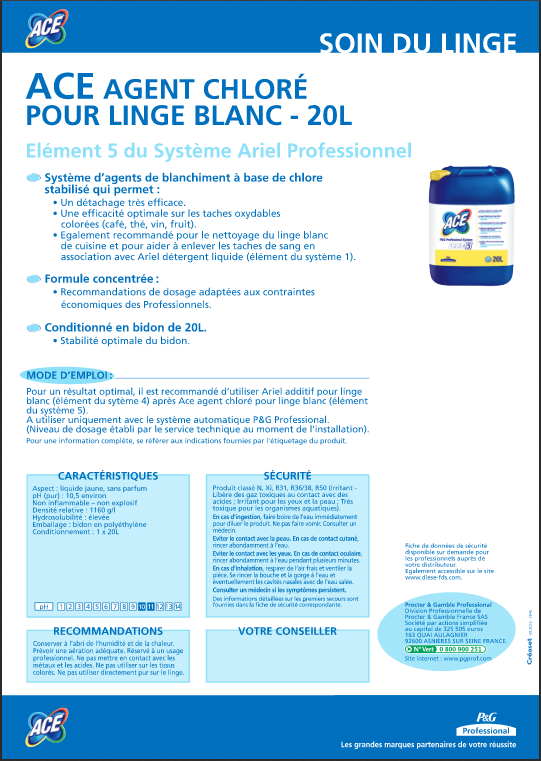 ACE
SOIN DU LINGE
ACE AGENT CHLORÉ
POUR LINGE BLANC - 20L
Elément 5 du Système Ariel Professionnel
Système d'agents de blanchiment à base de chlore
stabilisé qui permet :
• Un détachage très efficace.
• Une efficacité optimale sur les taches oxydables
colorées (café, thé, vin, fruit).
• Egalement recommandé pour le nettoyage du linge blanc
de cuisine et pour aider à enlever les taches de sang en
association avec Ariel détergent liquide (élément du système 1).
Formule concentrée :
• Recommandations de dosage adaptées aux contraintes
économiques des Professionnels.
Conditionné en bidon de 20L.
• Stabilité optimale du bidon.
ACE
P&G Professional System
5
20L
MODE D'EMPLOI :
Pour un résultat optimal, il est recommandé d'utiliser Ariel additif pour linge
blanc (élément du sytème 4) après Ace agent chloré pour linge blanc (élément
du système 5).
A utiliser uniquement avec le système automatique P&G Professional.
(Niveau de dosage établi par le service technique au moment de l'installation).
Pour une information complète, se référer aux indications fournies par l'étiquetage du produit.
CARACTÉRISTIQUES
Aspect : liquide jaune, sans parfum
pH (pur) : 10,5 environ
Non inflammable – non explosif
Densité relative : 1160 g/l
Hydrosolubilité : élevée
Emballage : bidon en polyéthylène
Conditionnement : 1 x 20L
pH 1 2 3 4 5 6 7 8 9 10 11 12 13 14
SÉCURITÉ
Produit classé N, Xi, R31, R36/38, R50 (Irritant -
Libère des gaz toxiques au contact avec des
acides ; Irritant pour les yeux et la peau ; Très
toxique pour les organismes aquatiques).
En cas d'ingestion, faire boire de l'eau immédiatement
pour diluer le produit. Ne pas faire vomir. Consulter un
médecin.
Eviter le contact avec la peau. En cas de contact cutané,
rincer abondamment à l'eau.
Eviter le contact avec les yeux. En cas de contact oculaire,
rincer abondamment à l'eau pendant plusieurs minutes.
En cas d'inhalation, respirer de l'air frais et ventiler la
pièce. Se rincer la bouche et la gorge à l'eau et
éventuellement les cavités nasales avec de l'eau salée.
Consulter un médecin si les symptômes persistent.
Des informations détaillées sur les premiers secours sont
fournies dans la fiche de sécurité correspondante.
Fiche de données de sécurité
disponible sur demande pour
les professionnels auprès de
votre distributeur.
Egalement accessible sur le site
www.diese-fds.com.
RECOMMANDATIONS
Conserver à l'abri de l'humidité et de la chaleur.
Prévoir une aération adéquate. Réservé à un usage
professionnel. Ne pas mettre en contact avec les
métaux et les acides. Ne pas utiliser sur les tissus
colorés. Ne pas utiliser directement pur sur le linge.
VOTRE CONSEILLER
Procter & Gamble Professional
Division Professionnelle de
Procter & Gamble France SAS
Société par actions simplifiée
au capital de 325 505 euros
163 QUAI AULAGNIER
92600 ASNIÈRES SUR SEINE FRANCE.
N° Vert 0 800 900 251
Site internet : www.pgprof.com
Créaset
ACE
P&G
Professional
Les grandes marques partenaires de votre réussite